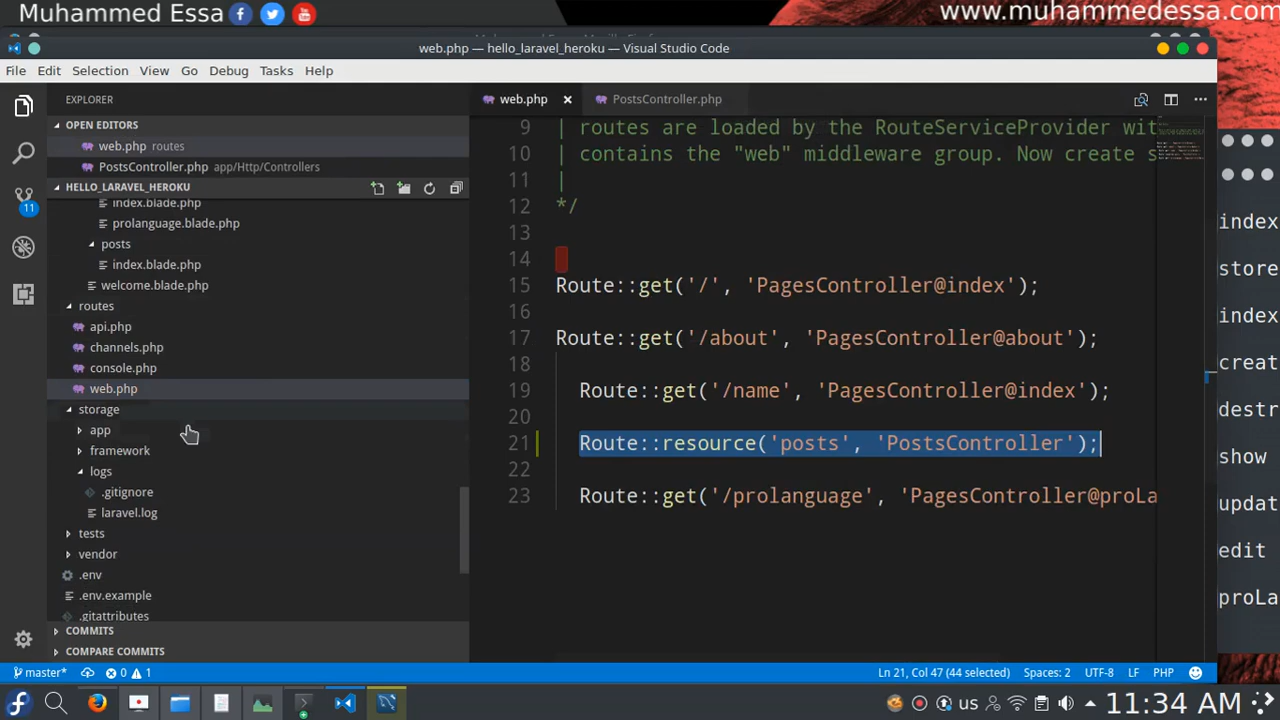 Muhammed Essa
www.muhammedessa.com
web.php — hello_laravel_heroku — Visual Studio Code
File Edit Selection View Go Debug Tasks Help
EXPLORER
OPEN EDITORS
web.php routes
PostsController.php app/Http/Controllers
HELLO_LARAVEL_HEROKU
index.blade.php
prolanguage.blade.php
posts
index.blade.php
welcome.blade.php
routes
api.php
channels.php
console.php
web.php
storage
app
framework
logs
.gitignore
laravel.log
tests
vendor
.env
.env.example
.gitattributes
COMMITS
COMPARE COMMITS
11
web.php
PostsController.php
9 | routes are loaded by the RouteServiceProvider wit
10 | contains the "web" middleware group. Now create s
11 |
12 */
13
14
15 Route::get('/', 'PagesController@index');
16
17 Route::get('/about', 'PagesController@about');
18
19 Route::get('/name', 'PagesController@index');
20
21 Route::resource('posts', 'PostsController');
22
23 Route::get('/prolanguage', 'PagesController@proLa
index
store
index
creat
destr
show
updat
edit
proLa
master* 0 1
Ln 21, Col 47 (44 selected) Spaces: 2 UTF-8 LF PHP
us
11:34 AM